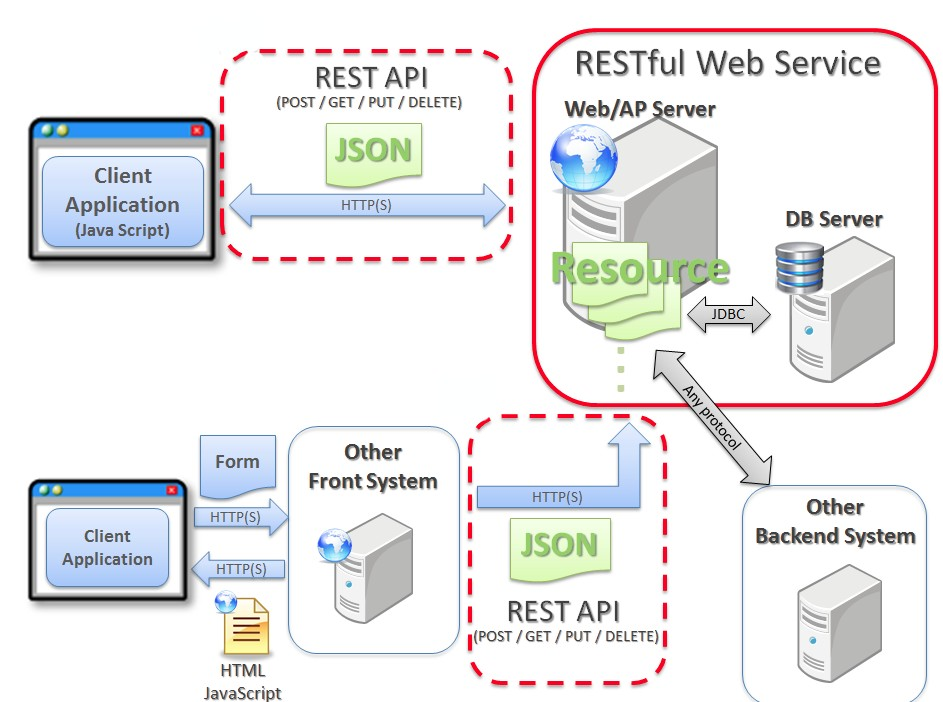 REST API
(POST / GET / PUT / DELETE)
JSON
HTTP(S)
Client
Application
(Java Script)
RESTful Web Service
Web/AP Server
DB Server
Resource
JDBC
Any protocol
Form
HTTP(S)
HTTP(S)
Client
Application
HTML
JavaScript
Other
Front System
HTTP(S)
JSON
REST API
(POST / GET / PUT / DELETE)
Other
Backend System